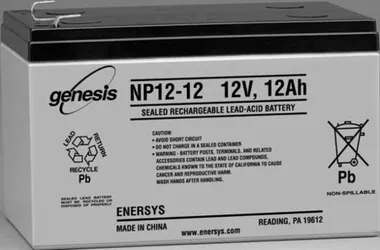 genesis
NP12-12 12V, 12Ah
SEALED RECHARGEABLE LEAD-ACID BATTERY
CAUTION:
• AVOID SHORT CIRCUIT
• DO NOT CHARGE IN A SEALED CONTAINER
• WARNING - BATTERY POSTS, TERMINALS, AND RELATED
ACCESSORIES CONTAIN LEAD AND LEAD COMPOUNDS,
CHEMICALS KNOWN TO THE STATE OF CALIFORNIA TO CAUSE
CANCER AND REPRODUCTIVE HARM.
WASH HANDS AFTER HANDLING.
LEAD
RETURN
RECYCLE
Pb
Pb
NON-SPILLABLE
ENERSYS
MADE IN CHINA
READING, PA 19612
www.enersys.com